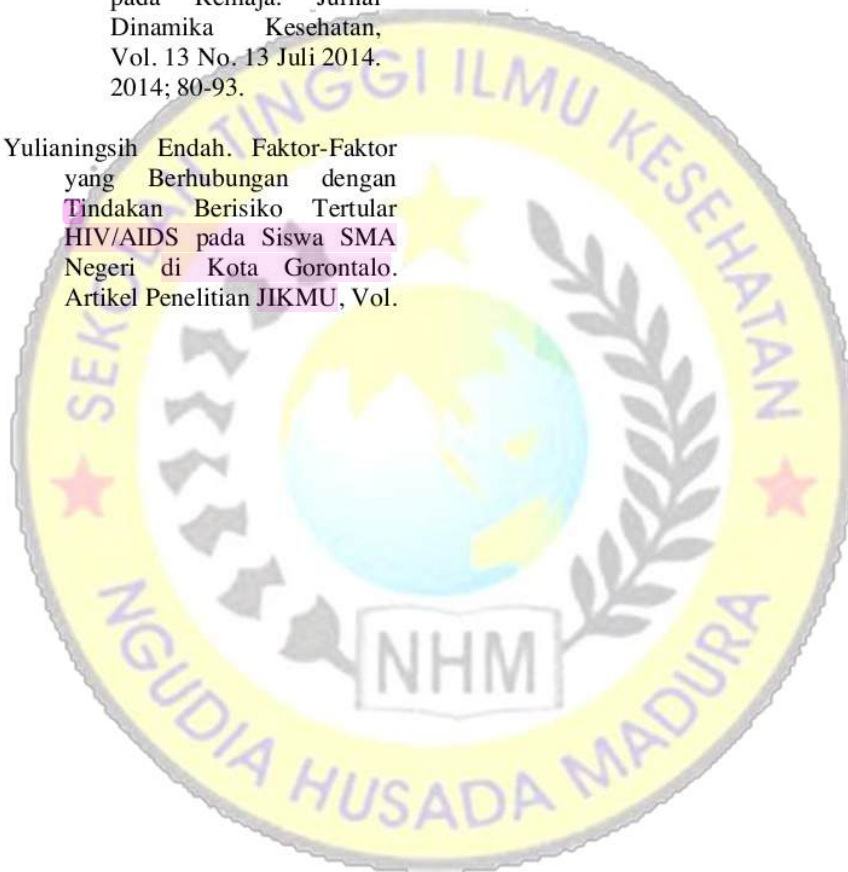 pada Remaja. Jurnal
Dinamika Kesehatan,
Vol. 13 No. 13 Juli 2014.
2014; 80-93.
Yulianingsih Endah. Faktor-Faktor
yang Berhubungan dengan
Tindakan Berisiko Tertular
HIV/AIDS pada Siswa SMA
Negeri di Kota Gorontalo.
Artikel Penelitian JIKMU, Vol.
SEKOLAH TINGGI ILMU KESEHATAN
NHM
NGUDIA HUSADA MADURA